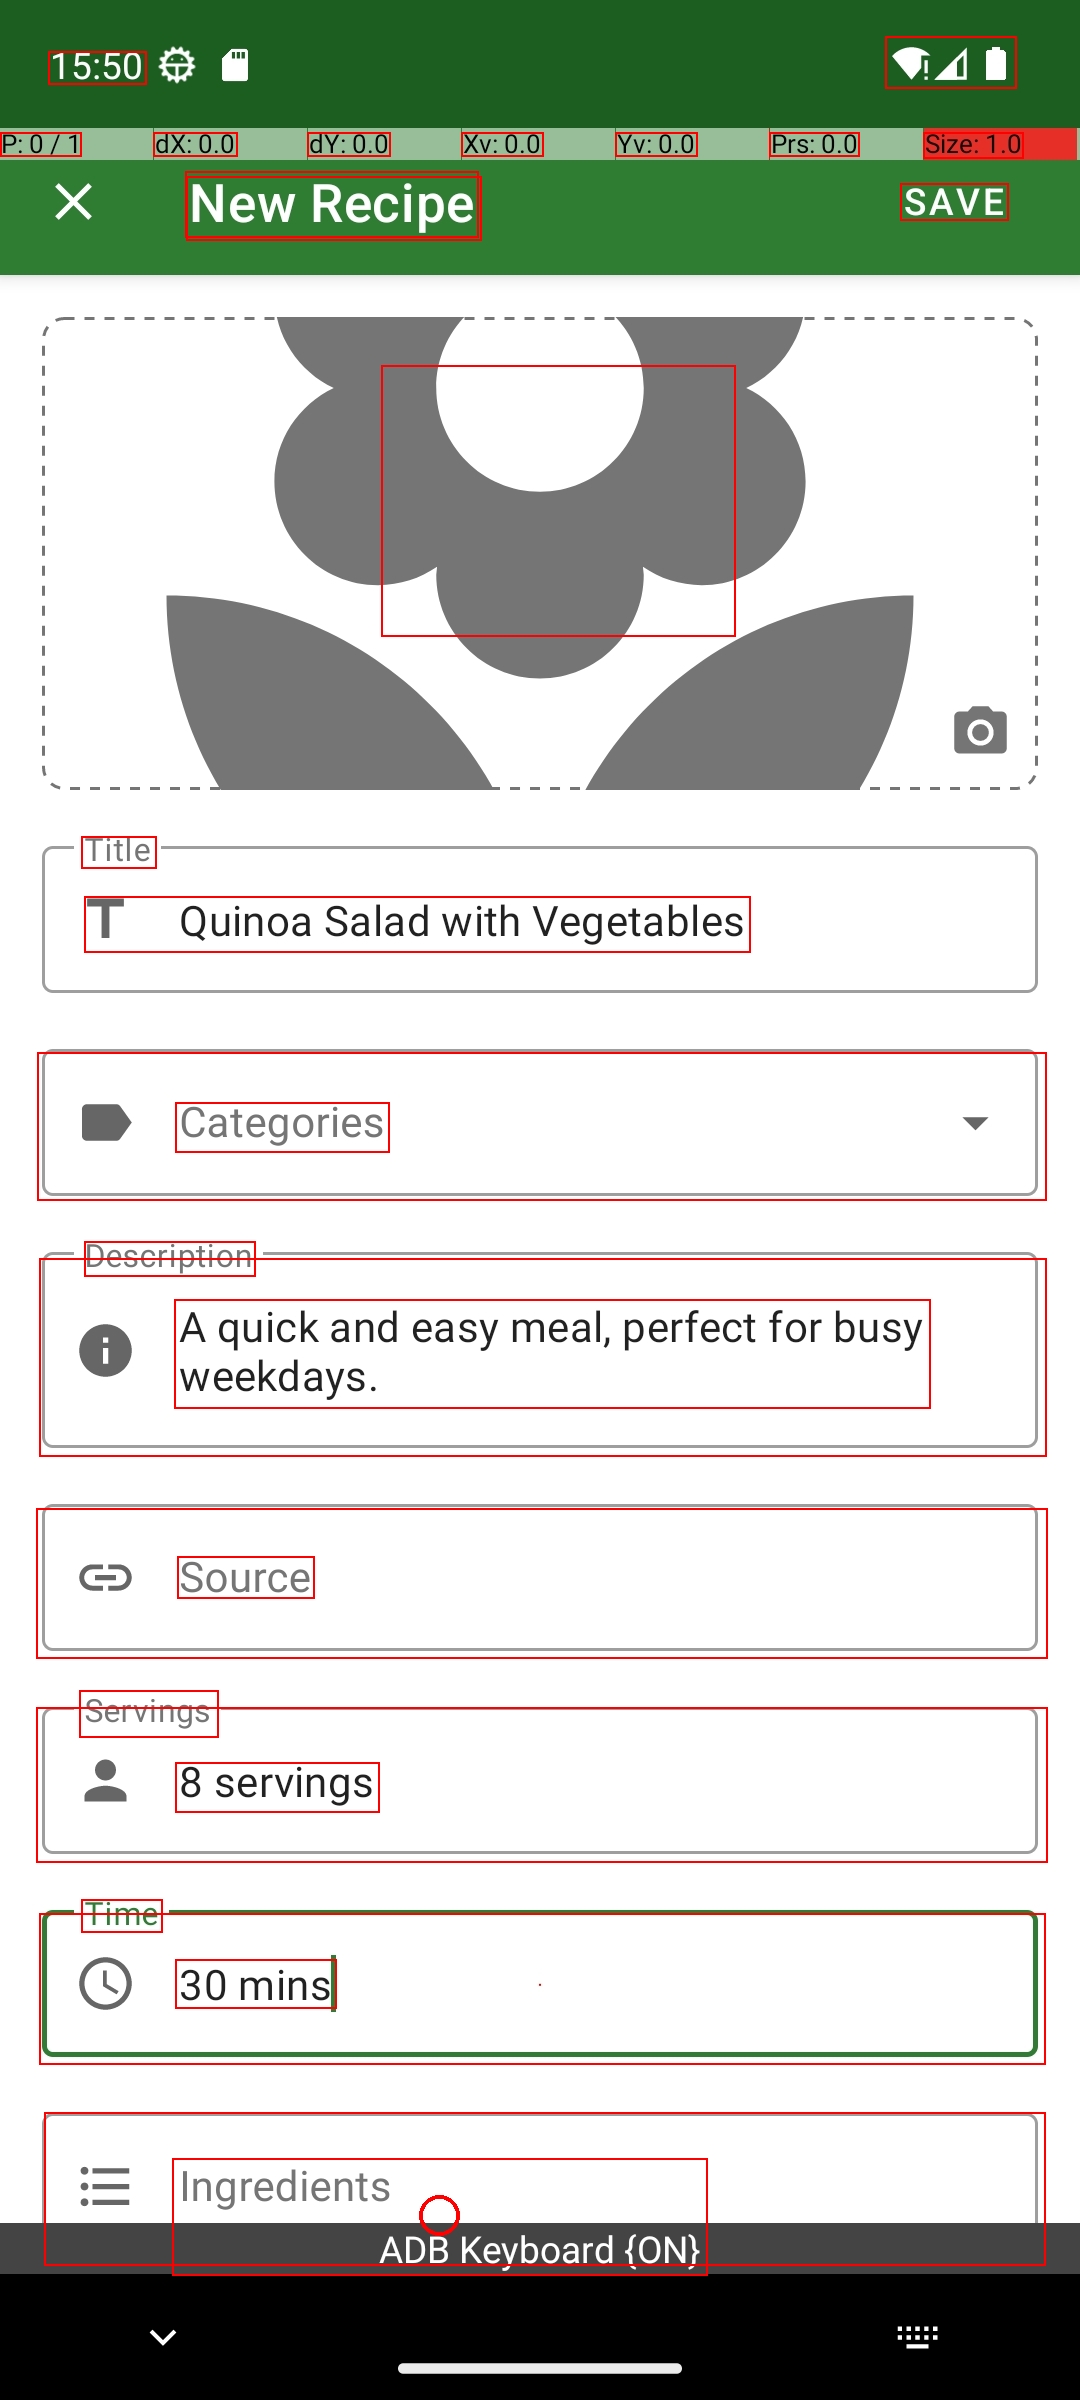 15:50
P: 0 / 1 dX: 0.0 dY: 0.0 Xv: 0.0 Yv: 0.0 Prs: 0.0 Size: 1.0
New Recipe SAVE
Title
Quinoa Salad with Vegetables
Categories
Description
A quick and easy meal, perfect for busy
weekdays.
Source
Servings
8 servings
Time
30 mins
Ingredients
ADB Keyboard {ON}